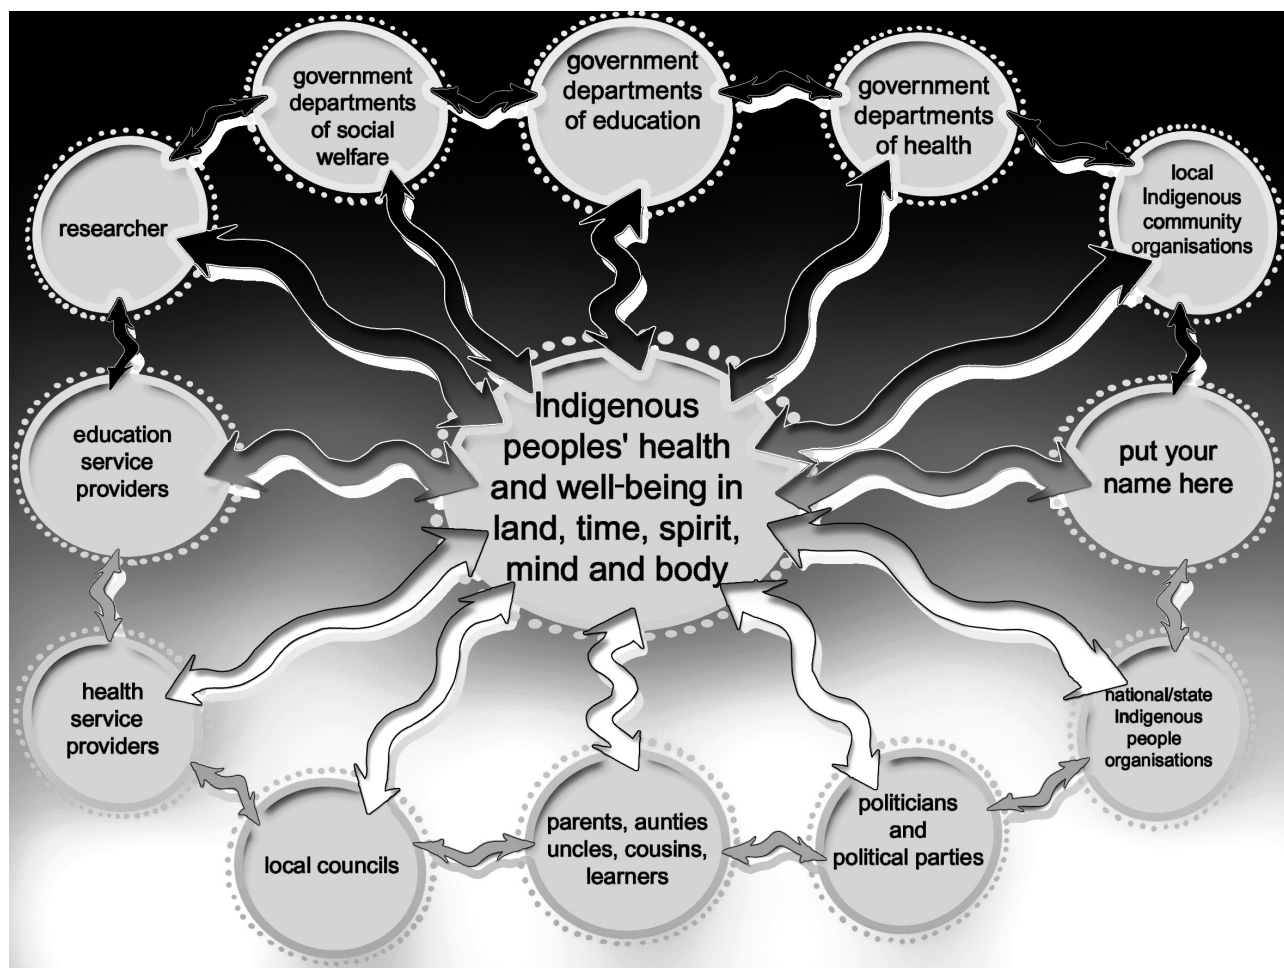 government
departments
of social
welfare
government
departments
of education
government
departments
of health
local
Indigenous
community
organisations
researcher
education
service
providers
Indigenous
peoples' health
and well-being in
land, time, spirit,
mind and body
put your
name here
health
service
providers
national/state
Indigenous
people
organisations
local councils
parents, aunties
uncles, cousins,
learners
politicians
and
political parties